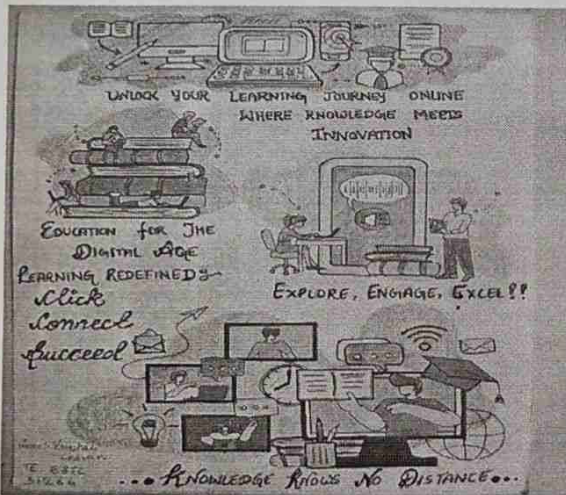 UNLOCK YOUR LEARNING JOURNEY ONLINE
WHERE KNOWLEDGE MEETS
INNOVATION
EDUCATION FOR THE
DIGITAL AGE
LEARNING REDEFINED
Click
Connect
Succeed
EXPLORE, ENGAGE, EXCEL!!
TE
...KNOWLEDGE KNOWS NO DISTANCE...